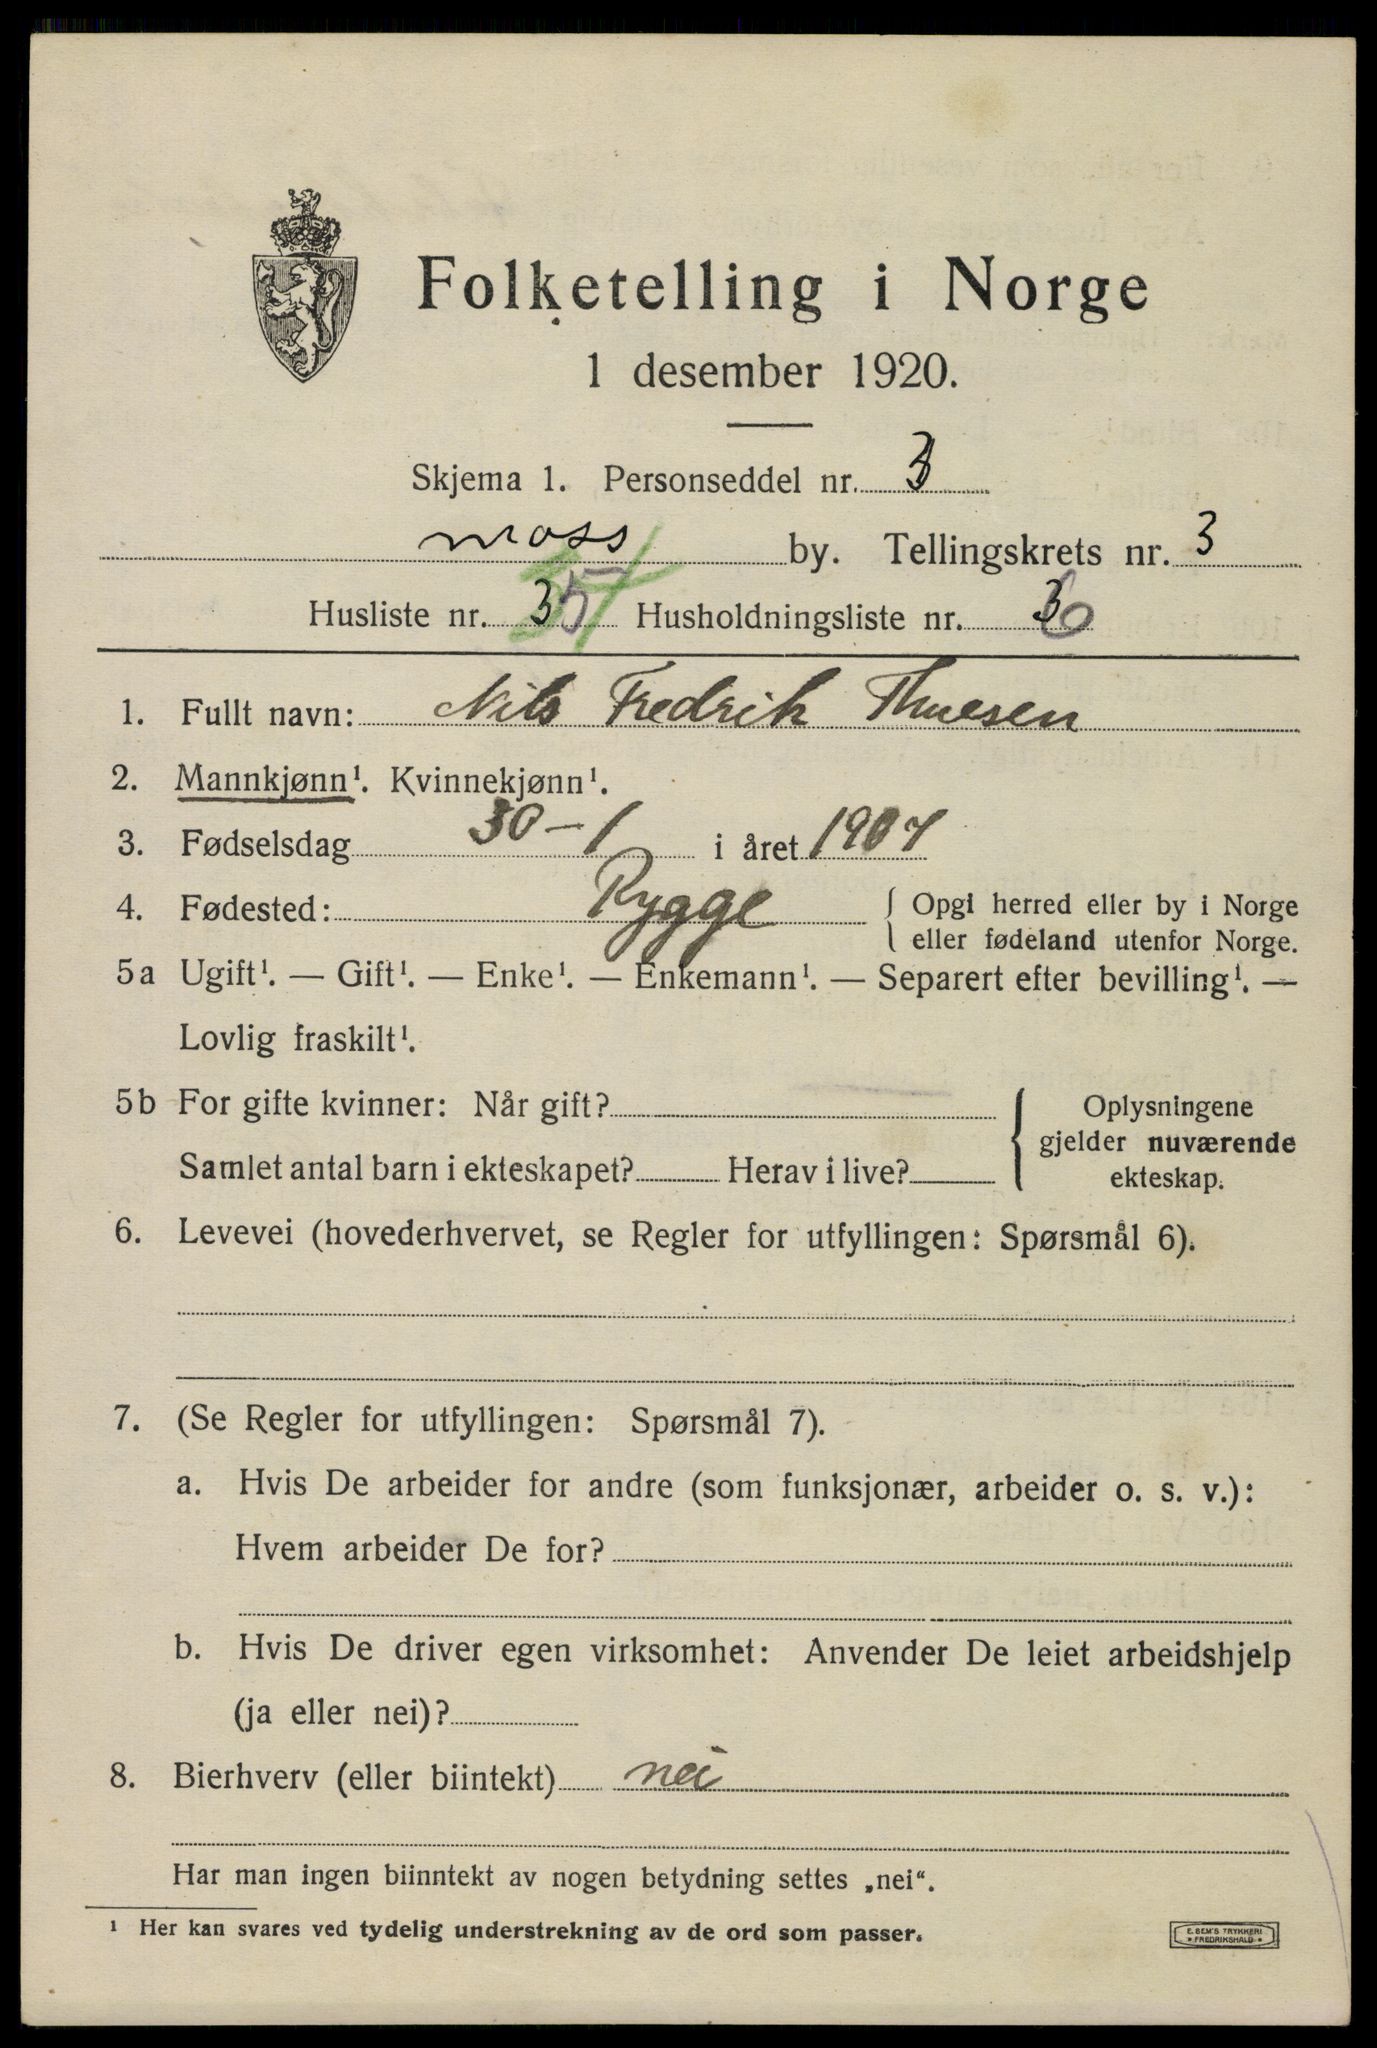 Folketelling i Norge
1 desember 1920.
Skjema 1. Personseddel nr. 3
moss by. Tellingskrets nr. 3
Husliste nr. 35 Husholdningsliste nr. 36
1. Fullt navn: Nils Fredrik Thuesen
2. Mannkjønn¹. Kvinnekjønn¹.
3. Fødselsdag 30-1 i året 1907
4. Fødested: Rygge { Opgi herred eller by i Norge
eller fødeland utenfor Norge.
5a Ugift¹. — Gift¹. — Enke¹. — Enkemann¹. — Separert efter bevilling¹. —
Lovlig fraskilt¹.
5b For gifte kvinner: Når gift? { Oplysningene
gjelder nuværende
Samlet antal barn i ekteskapet? Herav i live? ekteskap.
6. Levevei (hovederhvervet, se Regler for utfyllingen: Spørsmål 6).
7. (Se Regler for utfyllingen: Spørsmål 7).
a. Hvis De arbeider for andre (som funksjonær, arbeider o. s. v.):
Hvem arbeider De for?
b. Hvis De driver egen virksomhet: Anvender De leiet arbeidshjelp
(ja eller nei)?
8. Bierhverv (eller biintekt) nei
Har man ingen biinntekt av nogen betydning settes „nei“.
¹ Her kan svares ved tydelig understrekning av de ord som passer.
E. SEM'S TRYKKERI
FREDRIKSHALD